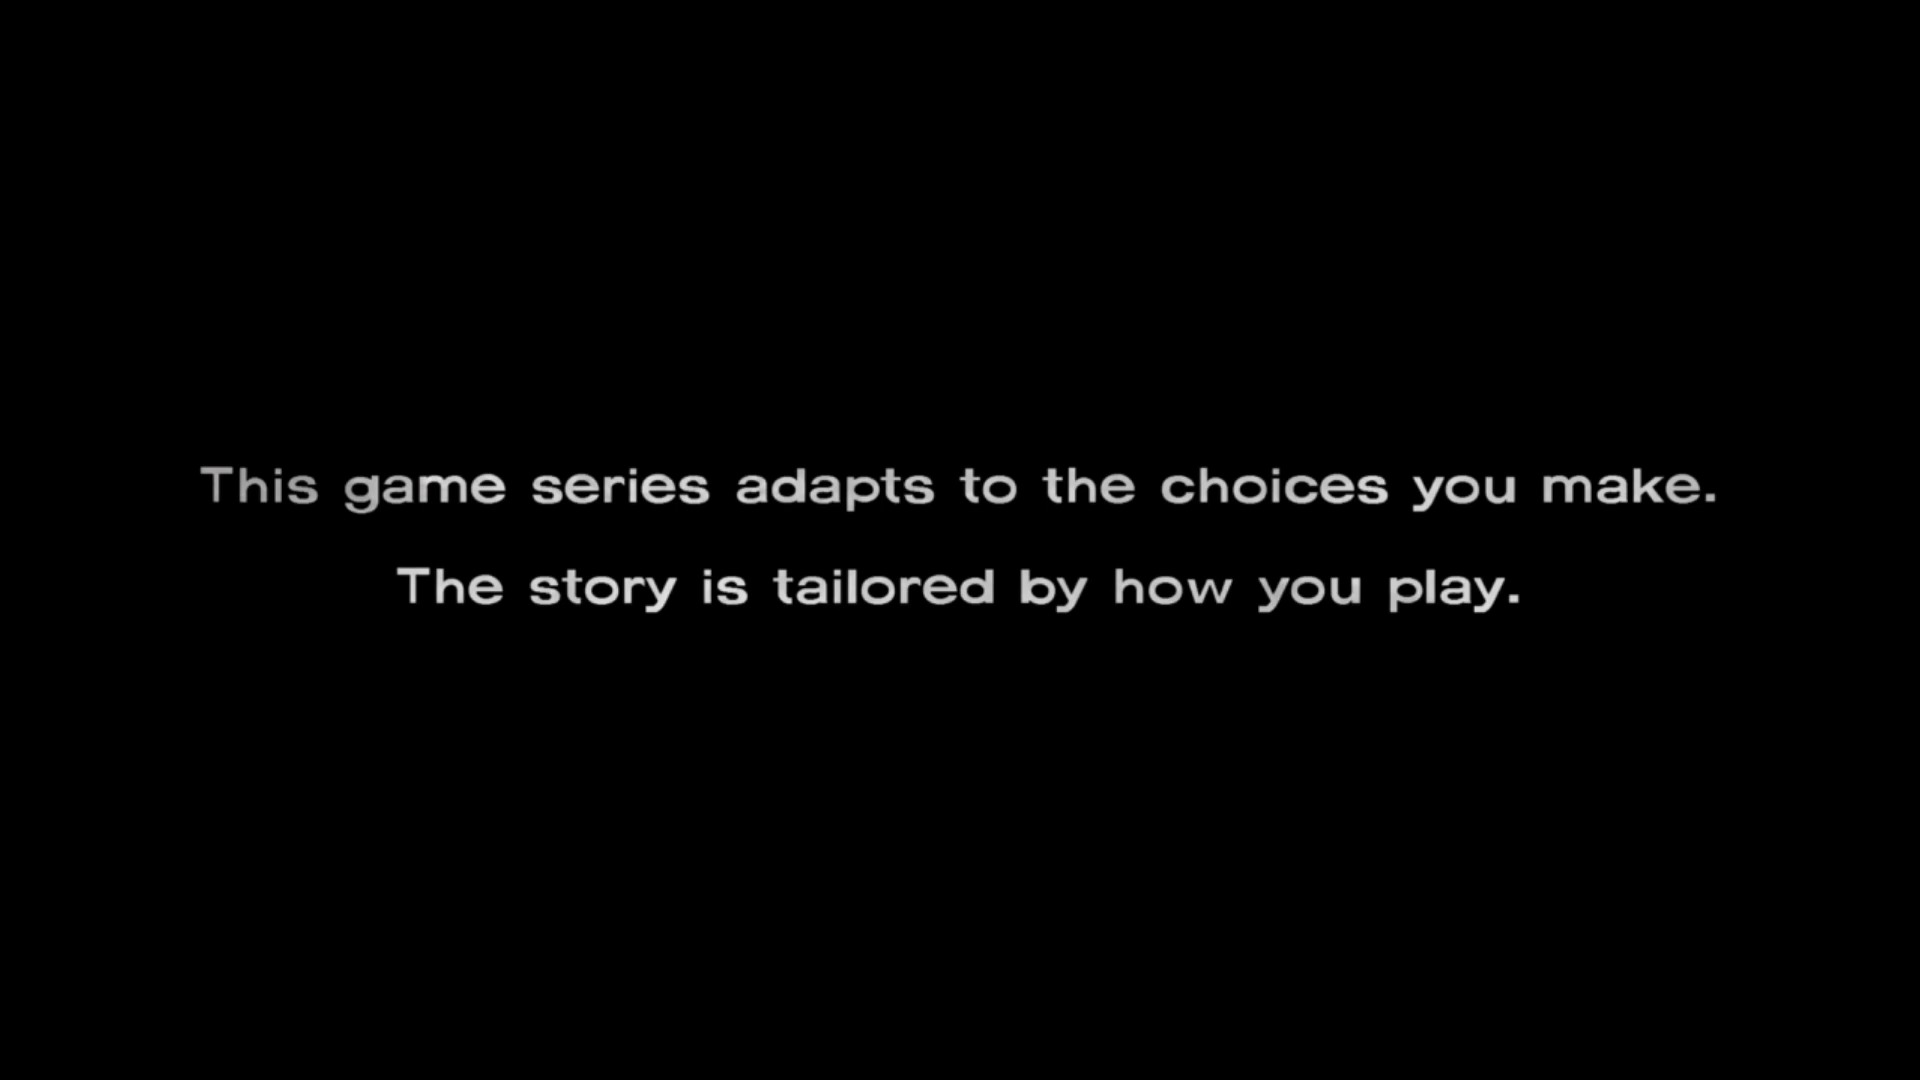 This game series adapts to the choices you make.
The story is tailored by how you play.